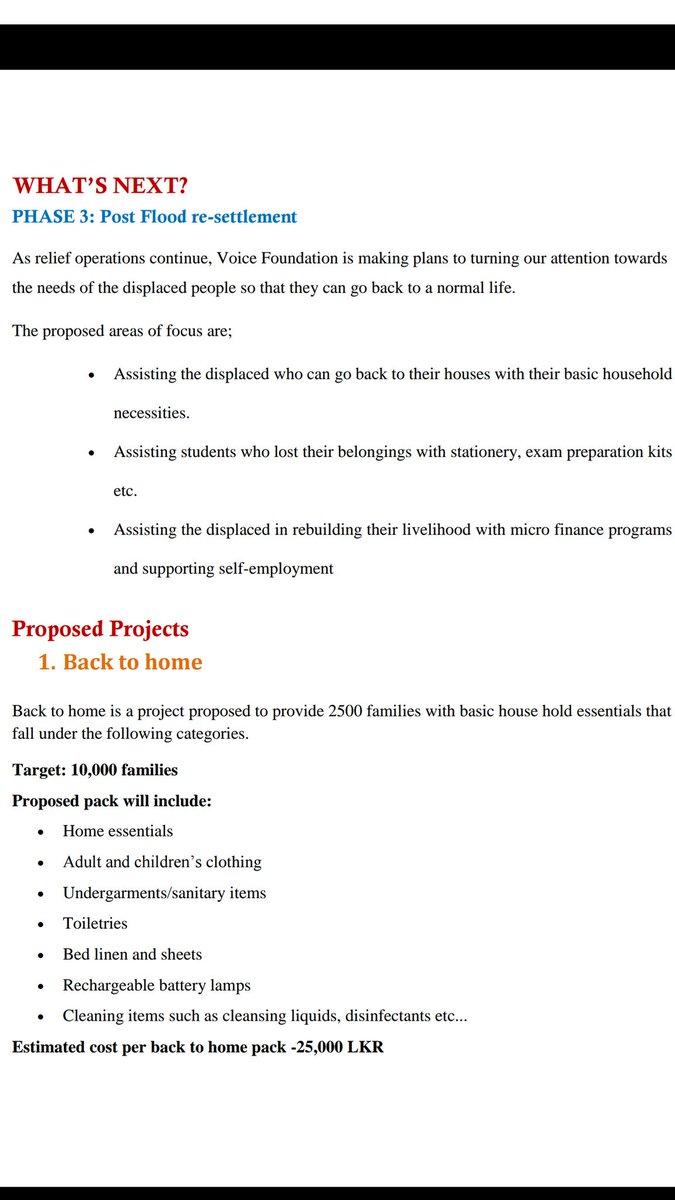 WHAT’S NEXT?
PHASE 3: Post Flood re-settlement
As relief operations continue, Voice Foundation is making plans to turning our attention towards
the needs of the displaced people so that they can go back to a normal life.
The proposed areas of focus are;
• Assisting the displaced who can go back to their houses with their basic household
necessities.
• Assisting students who lost their belongings with stationery, exam preparation kits
etc.
• Assisting the displaced in rebuilding their livelihood with micro finance programs
and supporting self-employment
Proposed Projects
1. Back to home
Back to home is a project proposed to provide 2500 families with basic house hold essentials that
fall under the following categories.
Target: 10,000 families
Proposed pack will include:
• Home essentials
• Adult and children’s clothing
• Undergarments/sanitary items
• Toiletries
• Bed linen and sheets
• Rechargeable battery lamps
• Cleaning items such as cleansing liquids, disinfectants etc...
Estimated cost per back to home pack -25,000 LKR